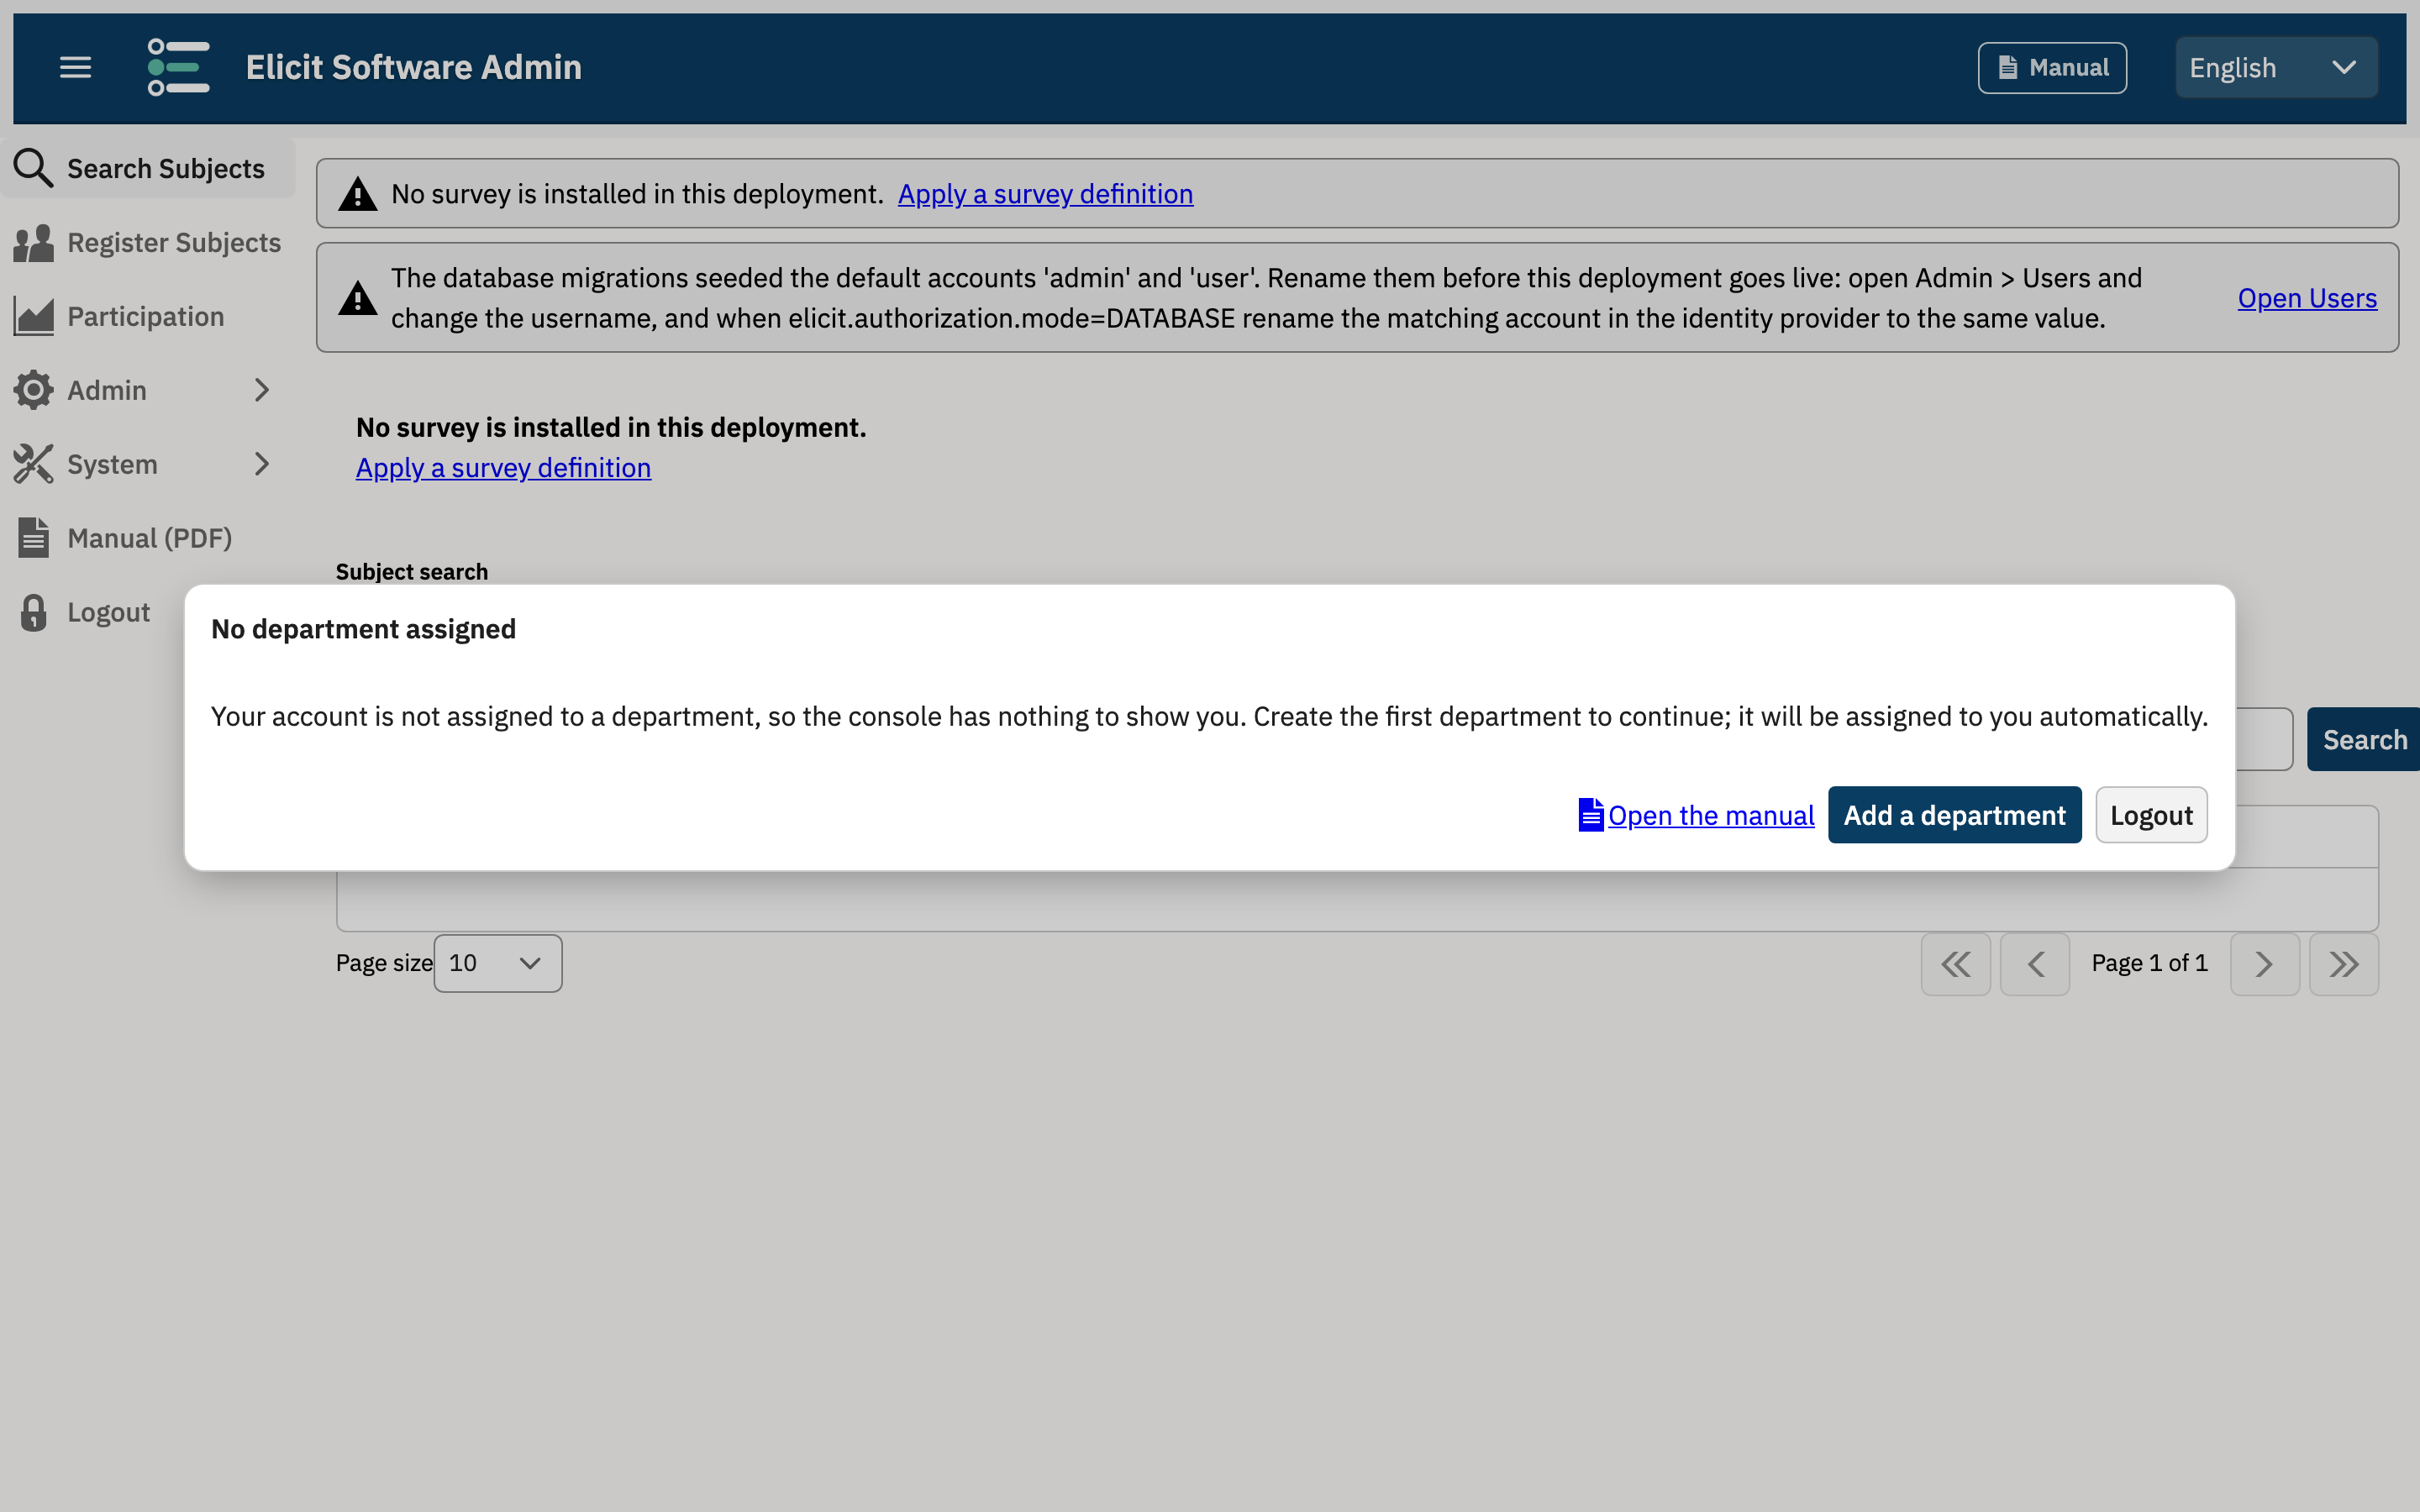 Elicit Software Admin
Manual
English
Search Subjects
Register Subjects
Participation
Admin
System
Manual (PDF)
Logout
No survey is installed in this deployment. Apply a survey definition
The database migrations seeded the default accounts 'admin' and 'user'. Rename them before this deployment goes live: open Admin > Users and
change the username, and when elicit.authorization.mode=DATABASE rename the matching account in the identity provider to the same value.
Open Users
No survey is installed in this deployment.
Apply a survey definition
Subject search
No department assigned
Your account is not assigned to a department, so the console has nothing to show you. Create the first department to continue; it will be assigned to you automatically.
Open the manual
Add a department
Logout
Search
Page size 10
Page 1 of 1